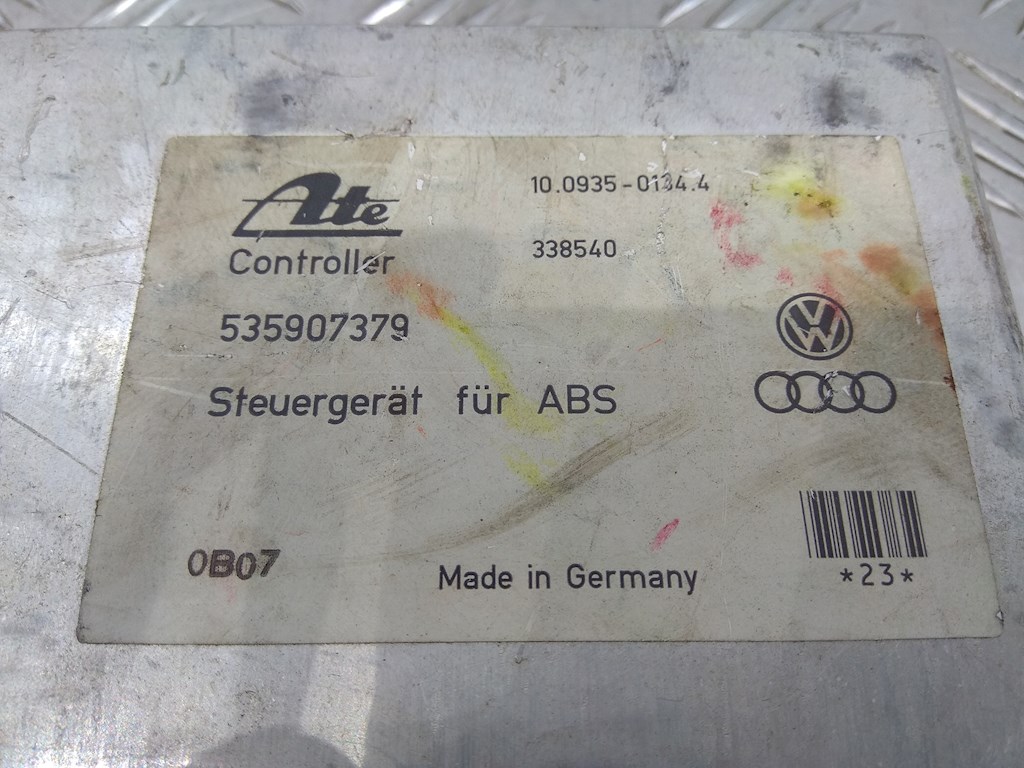 Ate
Controller
10.0935-0134.4
338540
535907379
Steuergerät für ABS
0B07
Made in Germany
*23*